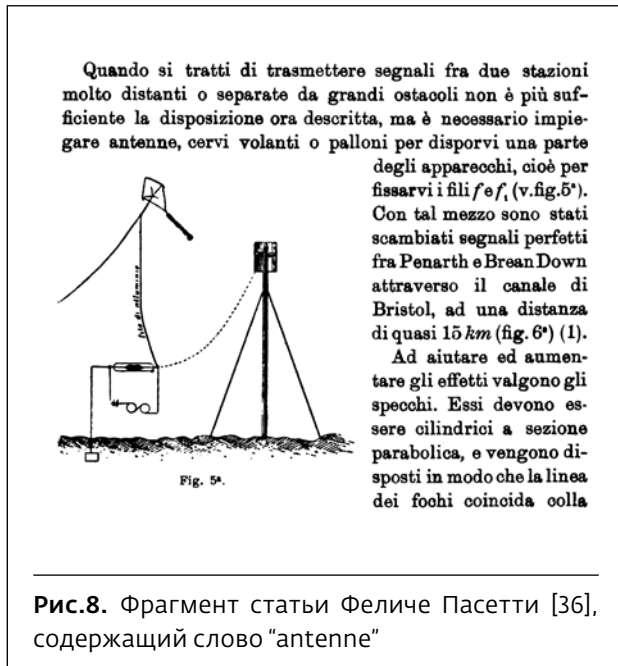 Quando si tratti di trasmettere segnali fra due stazioni
molto distanti o separate da grandi ostacoli non è più suf-
ficiente la disposizione ora descritta, ma è necessario impie-
gare antenne, cervi volanti o palloni per disporvi una parte
degli apparecchi, cioè per
fissarvi i fili f e f₁ (v. fig. 5ª).
Con tal mezzo sono stati
scambiati segnali perfetti
fra Penarth e Brean Down
attraverso il canale di
Bristol, ad una distanza
di quasi 15 km (fig. 6ª) (1).
Ad aiutare ed aumen-
tare gli effetti valgono gli
specchi. Essi devono es-
sere cilindrici a sezione
parabolica, e vengono di-
sposti in modo che la linea
dei fochi coincida colla
filo di alluminio
Fig. 5ª.
Рис.8. Фрагмент статьи Феличе Пасетти [36],
содержащий слово “antenne”